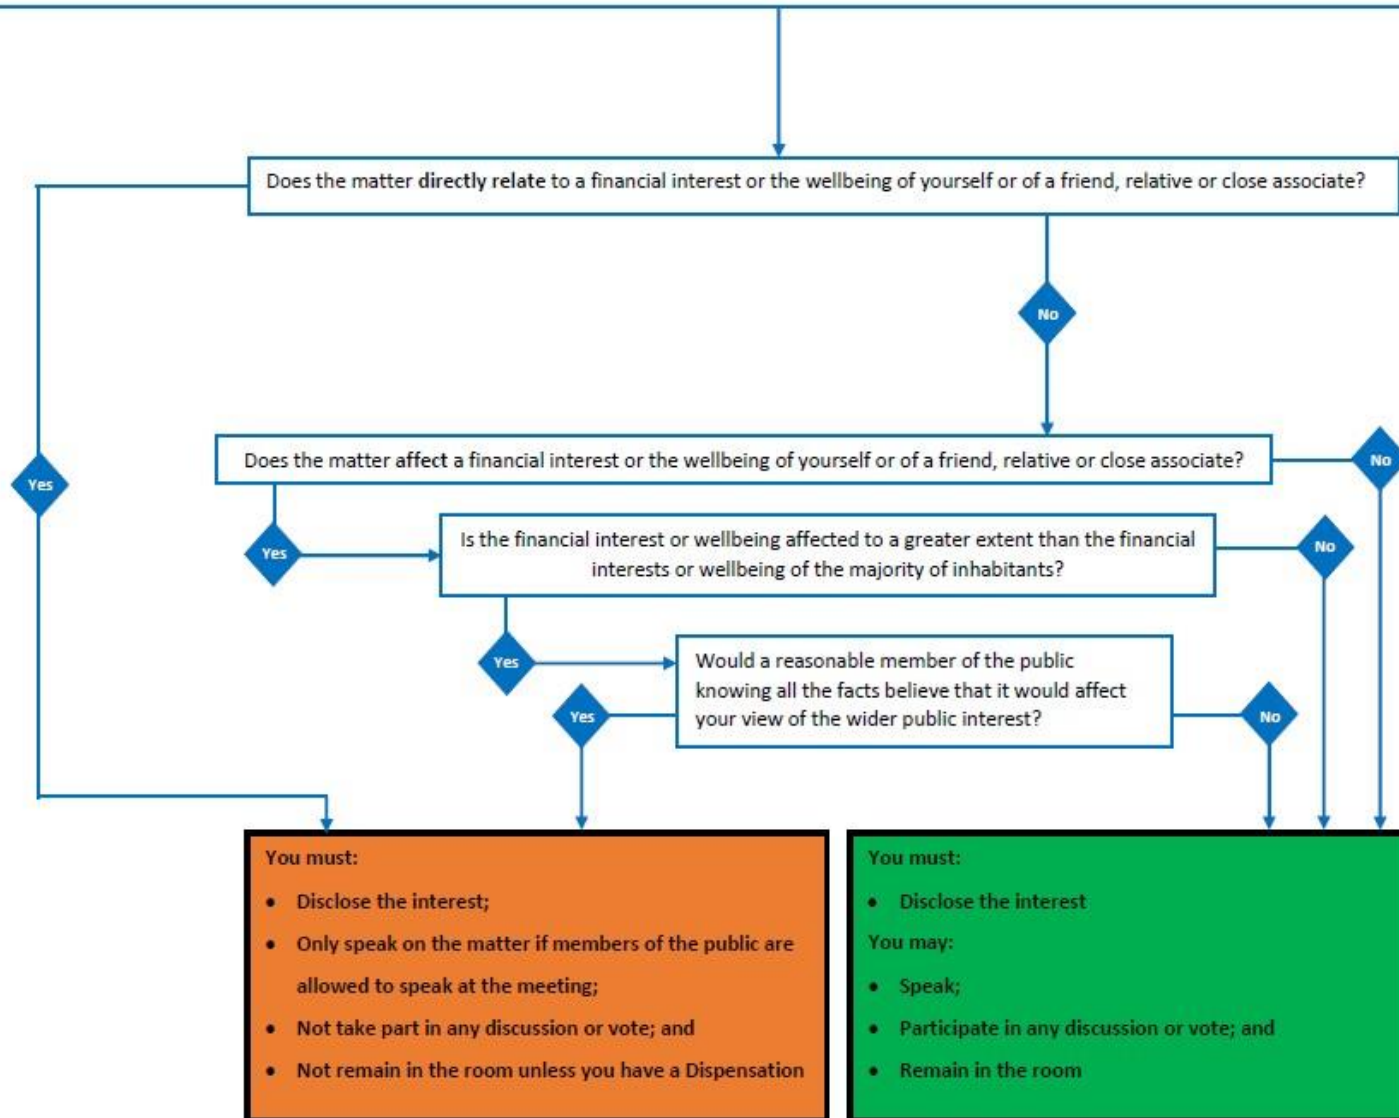 Does the matter directly relate to a financial interest or the wellbeing of yourself or of a friend, relative or close associate?
No
Does the matter affect a financial interest or the wellbeing of yourself or of a friend, relative or close associate?
No
Yes
Yes
Is the financial interest or wellbeing affected to a greater extent than the financial
interests or wellbeing of the majority of inhabitants?
No
Yes
Would a reasonable member of the public
knowing all the facts believe that it would affect
your view of the wider public interest?
Yes
No
You must:
• Disclose the interest;
• Only speak on the matter if members of the public are
allowed to speak at the meeting;
• Not take part in any discussion or vote; and
• Not remain in the room unless you have a Dispensation
You must:
• Disclose the interest
You may:
• Speak;
• Participate in any discussion or vote; and
• Remain in the room